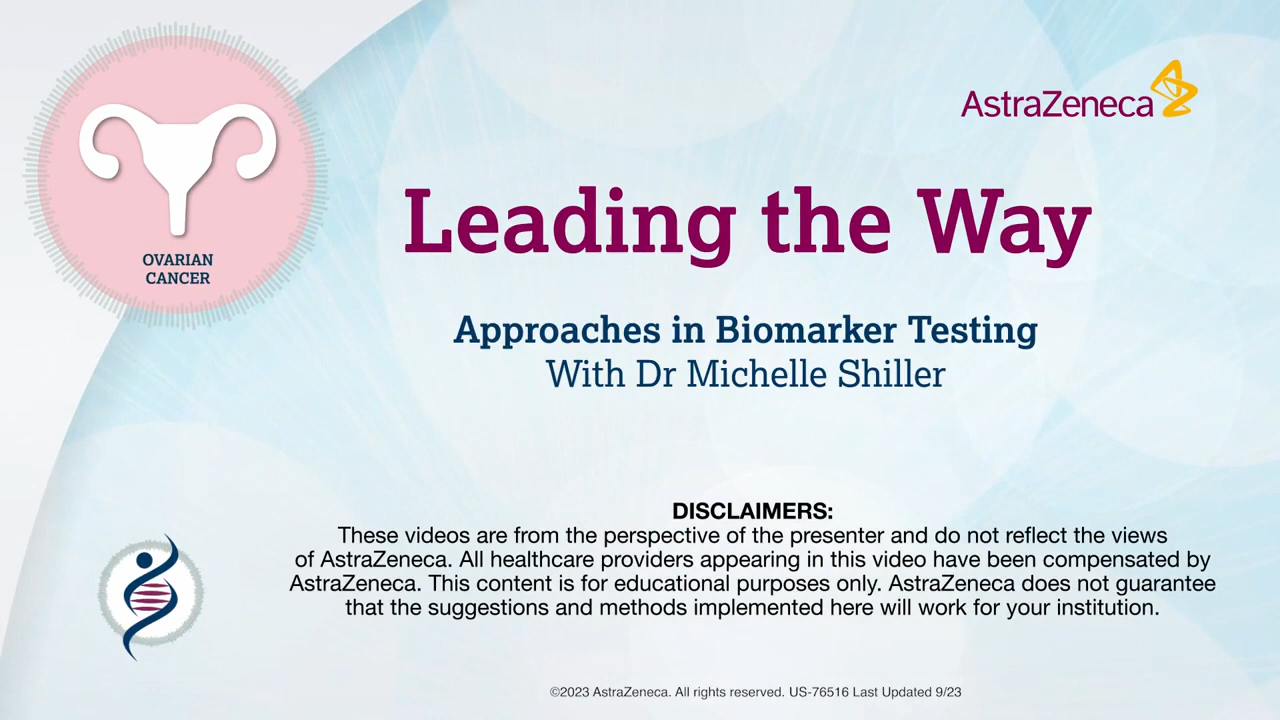 AstraZeneca
OVARIAN
CANCER
Leading the Way
Approaches in Biomarker Testing
With Dr Michelle Shiller
DISCLAIMERS:
These videos are from the perspective of the presenter and do not reflect the views
of AstraZeneca. All healthcare providers appearing in this video have been compensated by
AstraZeneca. This content is for educational purposes only. AstraZeneca does not guarantee
that the suggestions and methods implemented here will work for your institution.
©2023 AstraZeneca. All rights reserved. US-76516 Last Updated 9/23